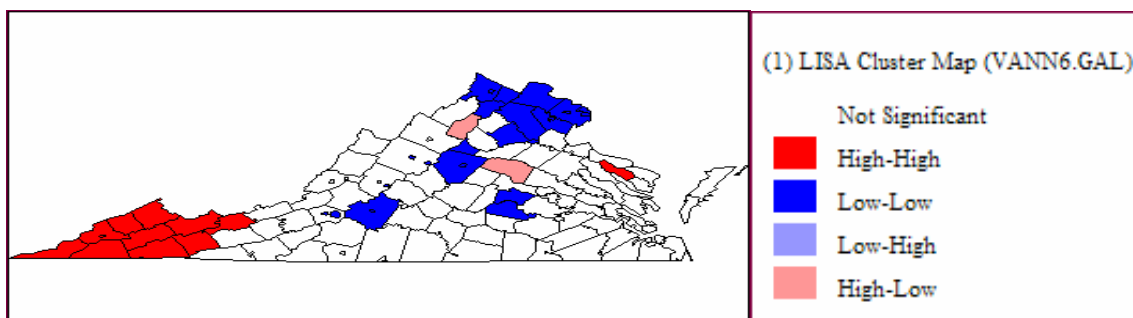 (1) LISA Cluster Map (VANN6.GAL)
Not Significant
High-High
Low-Low
Low-High
High-Low